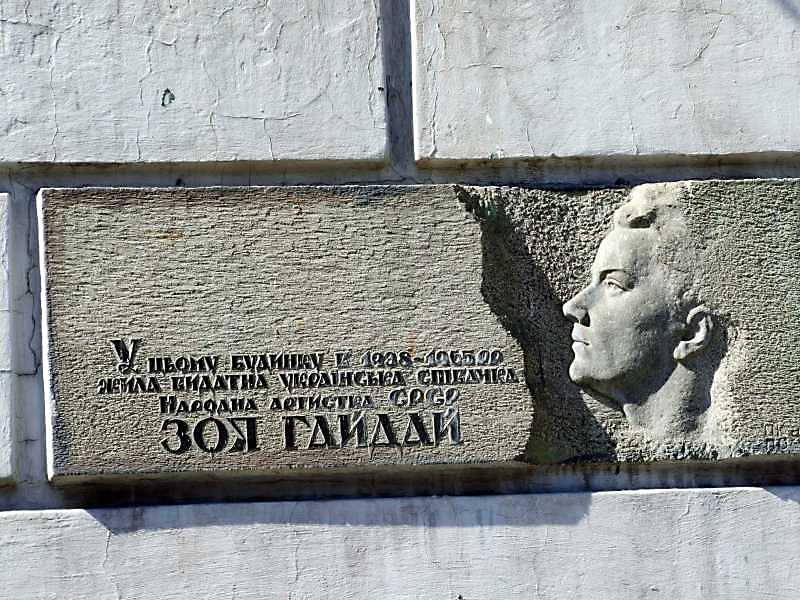 У цьому будинку в 1938-1965рр
жила видатна українська співачка
Народна артистка СРСР
ЗОЯ ГАЙДАЙ